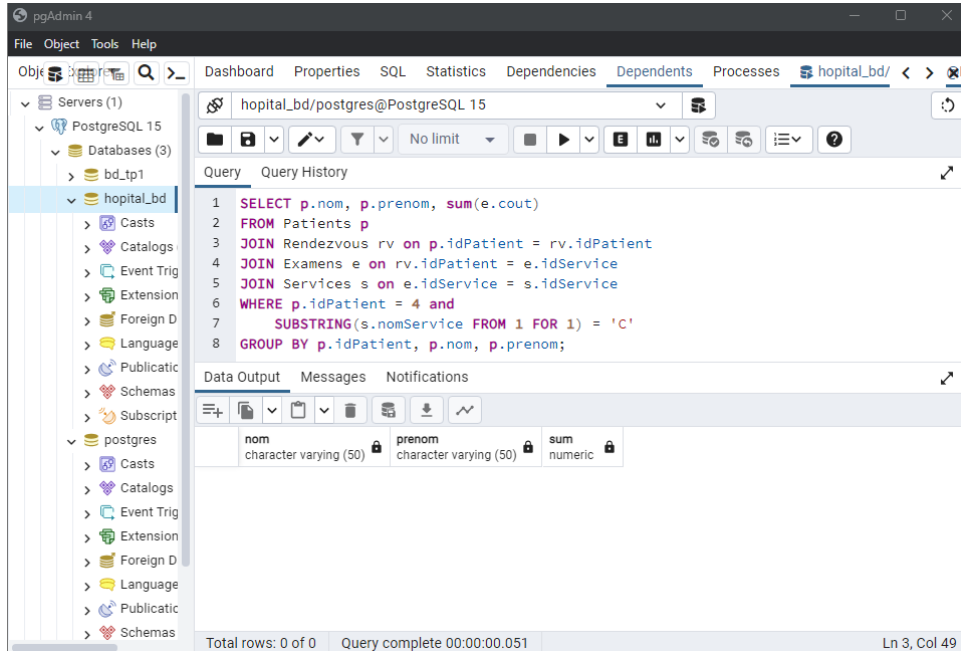 pgAdmin 4
File Object Tools Help
Dashboard Properties SQL Statistics Dependencies Dependents Processes hopital_bd/
Servers (1)
hopital_bd/postgres@PostgreSQL 15
PostgreSQL 15
No limit
Databases (3)
bd_tp1
Query Query History
hopital_bd
1 SELECT p.nom, p.prenom, sum(e.cout)
2 FROM Patients p
3 JOIN Rendezvous rv on p.idPatient = rv.idPatient
4 JOIN Examens e on rv.idPatient = e.idService
5 JOIN Services s on e.idService = s.idService
6 WHERE p.idPatient = 4 and
7 SUBSTRING(s.nomService FROM 1 FOR 1) = 'C'
8 GROUP BY p.idPatient, p.nom, p.prenom;
Casts
Catalogs
Event Trig
Extension
Foreign D
Language
Publicatic
Schemas
Subscript
postgres
Casts
Catalogs
Event Trig
Extension
Foreign D
Language
Publicatic
Schemas
Data Output Messages Notifications
nom prenom sum
character varying (50) character varying (50) numeric
Total rows: 0 of 0 Query complete 00:00:00.051 Ln 3, Col 49